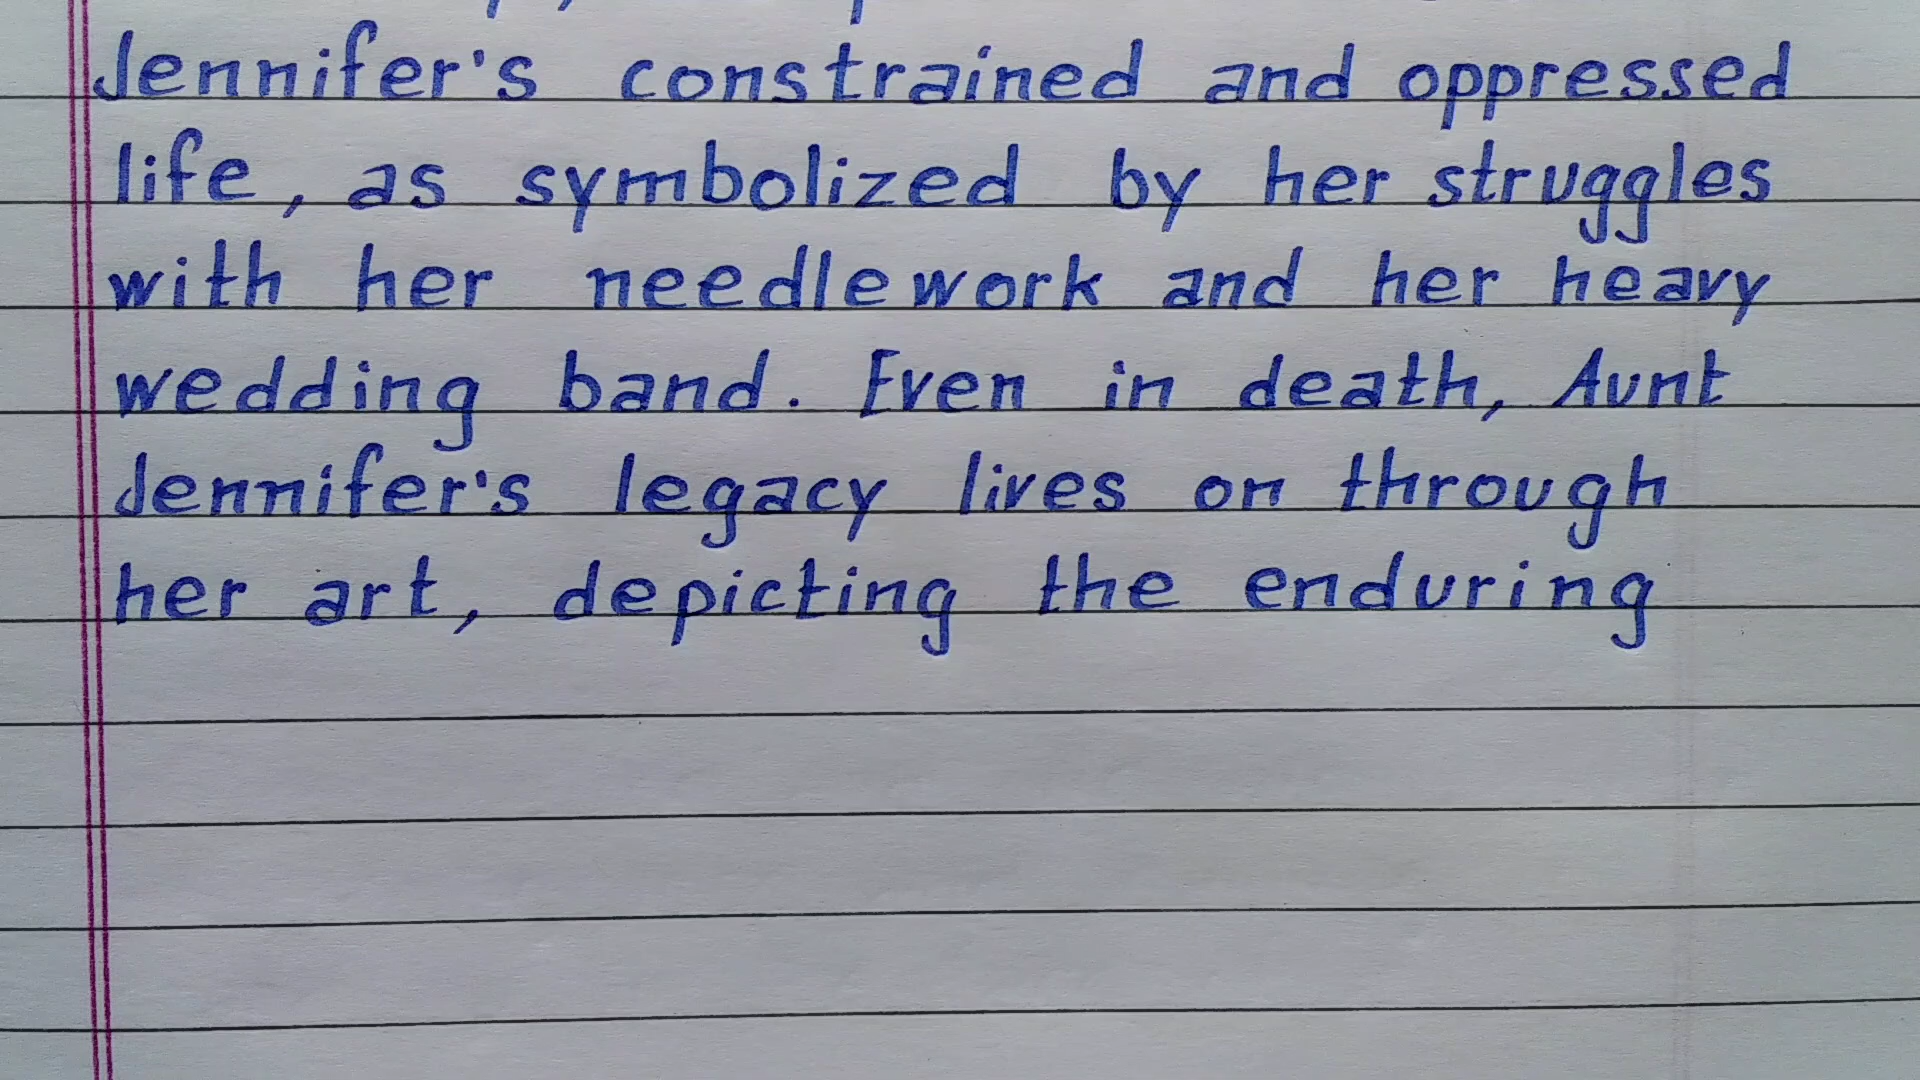 Jennifer's constrained and oppressed
life, as symbolized by her struggles
with her needlework and her heavy
wedding band. Even in death, Aunt
Jennifer's legacy lives on through
her art, depicting the enduring